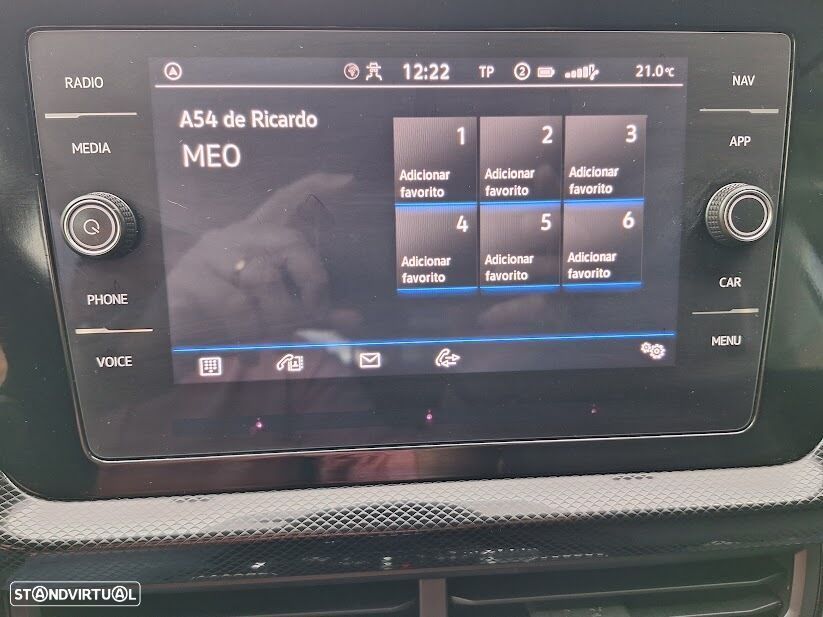 RADIO
MEDIA
PHONE
VOICE
12:22 TP 2 21.0°C
A54 de Ricardo
MEO
1
Adicionar
favorito
2
Adicionar
favorito
3
Adicionar
favorito
4
Adicionar
favorito
5
Adicionar
favorito
6
Adicionar
favorito
NAV
APP
CAR
MENU
STANDVIRTUAL